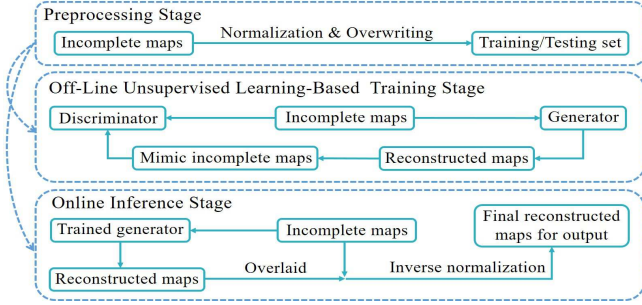 Preprocessing Stage
Incomplete maps
Normalization & Overwriting
Training/Testing set
Off-Line Unsupervised Learning-Based Training Stage
Discriminator
Incomplete maps
Generator
Mimic incomplete maps
Reconstructed maps
Online Inference Stage
Trained generator
Incomplete maps
Final reconstructed
maps for output
Reconstructed maps
Overlaid
Inverse normalization